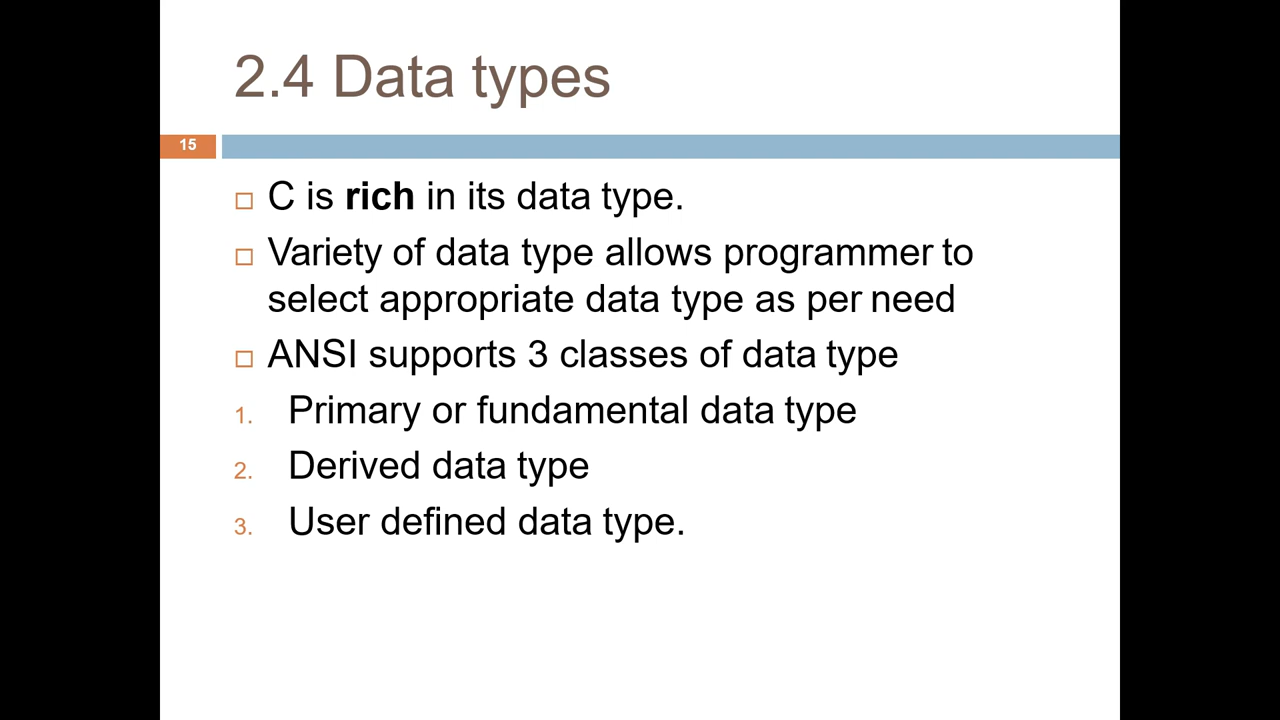 2.4 Data types
15
C is rich in its data type.
Variety of data type allows programmer to
select appropriate data type as per need
ANSI supports 3 classes of data type
1. Primary or fundamental data type
2. Derived data type
3. User defined data type.